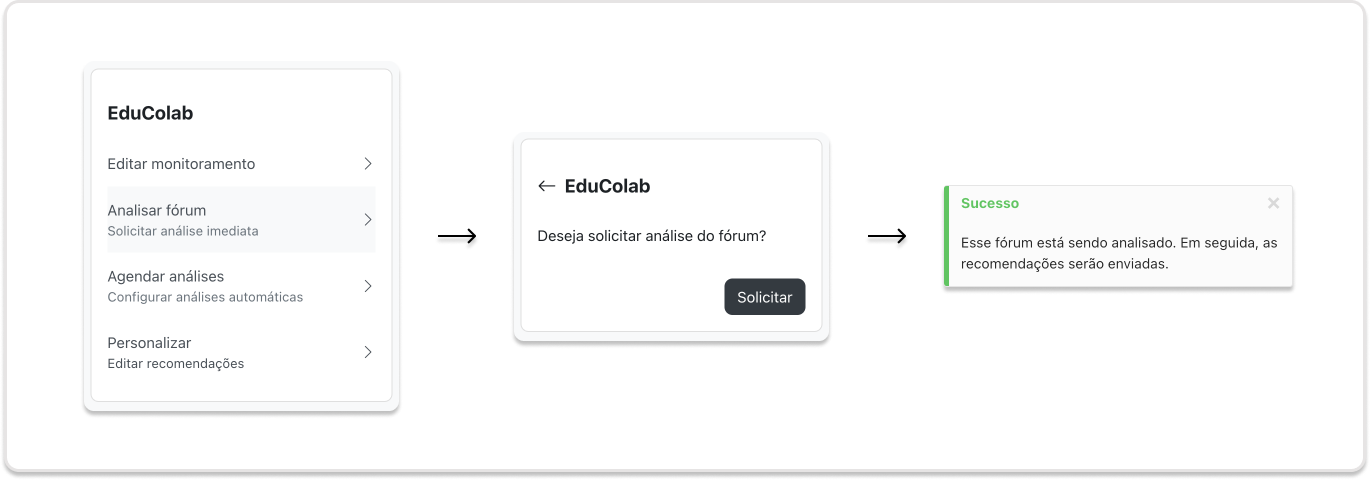 EduColab
Editar monitoramento
Analisar fórum
Solicitar análise imediata
Agendar análises
Configurar análises automáticas
Personalizar
Editar recomendações
EduColab
Deseja solicitar análise do fórum?
Solicitar
Sucesso
Esse fórum está sendo analisado. Em seguida, as
recomendações serão enviadas.